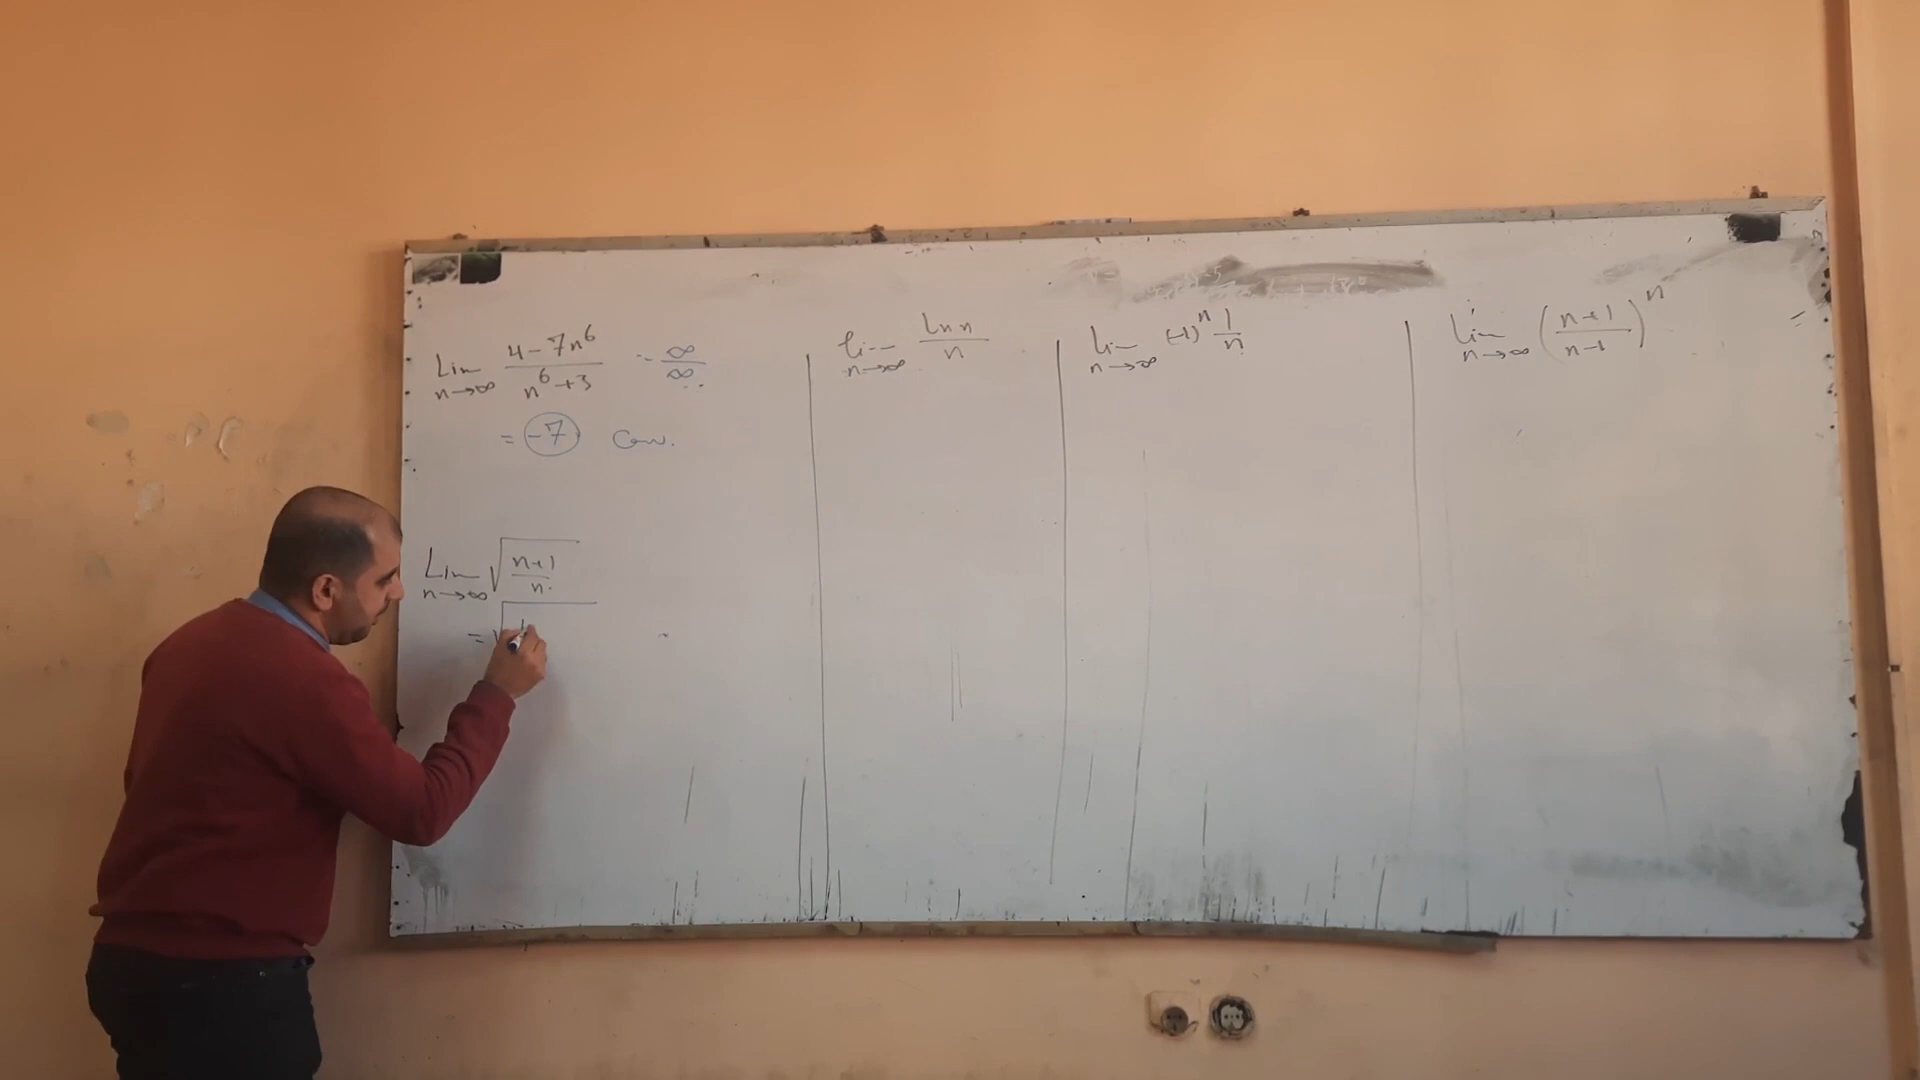 Lim n→∞ (4-7n⁶)/(n⁶+3) = ∞/∞
= -7 Conv.
Lim n→∞ √((n+1)/n)
= √
lim n→∞ (Ln n)/n
Lim n→∞ (-1)ⁿ 1/n
Lim n→∞ ((n+1)/(n-1))ⁿ